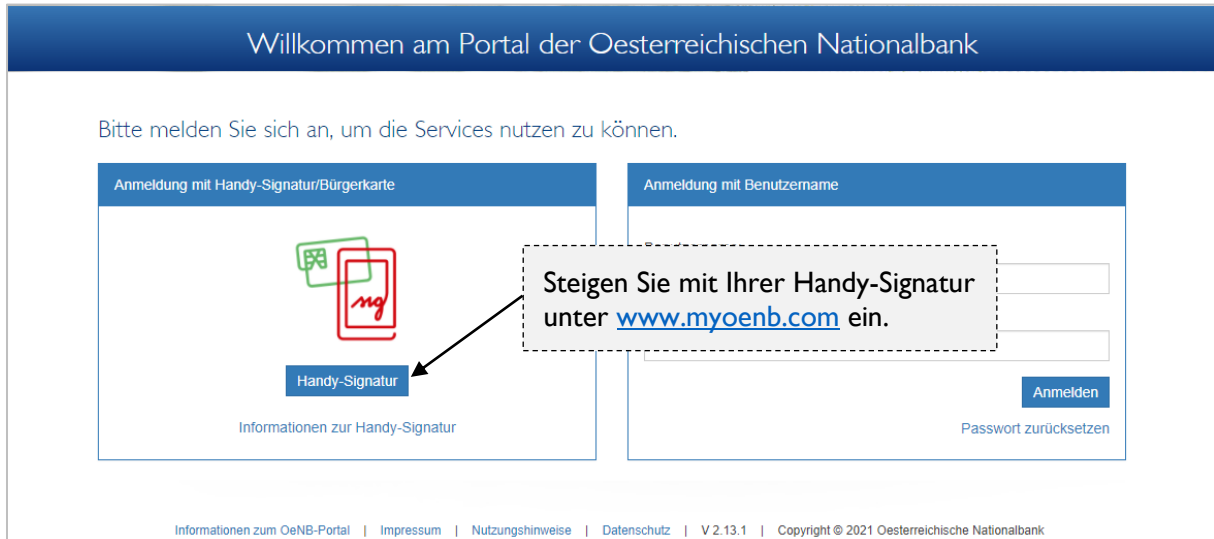 Willkommen am Portal der Oesterreichischen Nationalbank
Bitte melden Sie sich an, um die Services nutzen zu können.
Anmeldung mit Handy-Signatur/Bürgerkarte
Handy-Signatur
Informationen zur Handy-Signatur
Anmeldung mit Benutzername
Steigen Sie mit Ihrer Handy-Signatur
unter www.myoenb.com ein.
Anmelden
Passwort zurücksetzen
Informationen zum OeNB-Portal | Impressum | Nutzungshinweise | Datenschutz | V 2.13.1 | Copyright © 2021 Oesterreichische Nationalbank